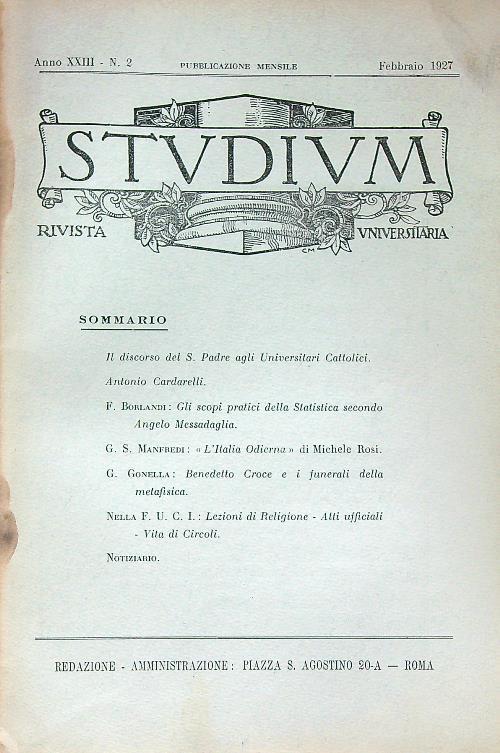 Anno XXIII - N. 2 PUBBLICAZIONE MENSILE Febbraio 1927
STVDIVM
RIVISTA VNIVERSITARIA
CM
SOMMARIO
Il discorso del S. Padre agli Universitari Cattolici.
Antonio Cardarelli.
F. BORLANDI: Gli scopi pratici della Statistica secondo
Angelo Messadaglia.
G. S. MANFREDI: « L'Italia Odierna » di Michele Rosi.
G. GONELLA: Benedetto Croce e i funerali della
metafisica.
NELLA F. U. C. I.: Lezioni di Religione - Atti ufficiali
- Vita di Circoli.
NOTIZIARIO.
REDAZIONE - AMMINISTRAZIONE: PIAZZA S. AGOSTINO 20-A — ROMA